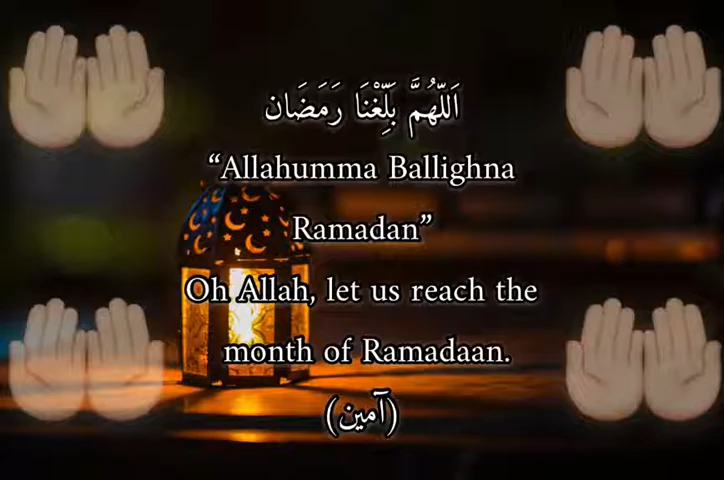 اَللّٰهُمَّ بَلِّغْنَا رَمَضَان
“Allahumma Ballighna
Ramadan”
Oh Allah, let us reach the
month of Ramadaan.
(آمين)